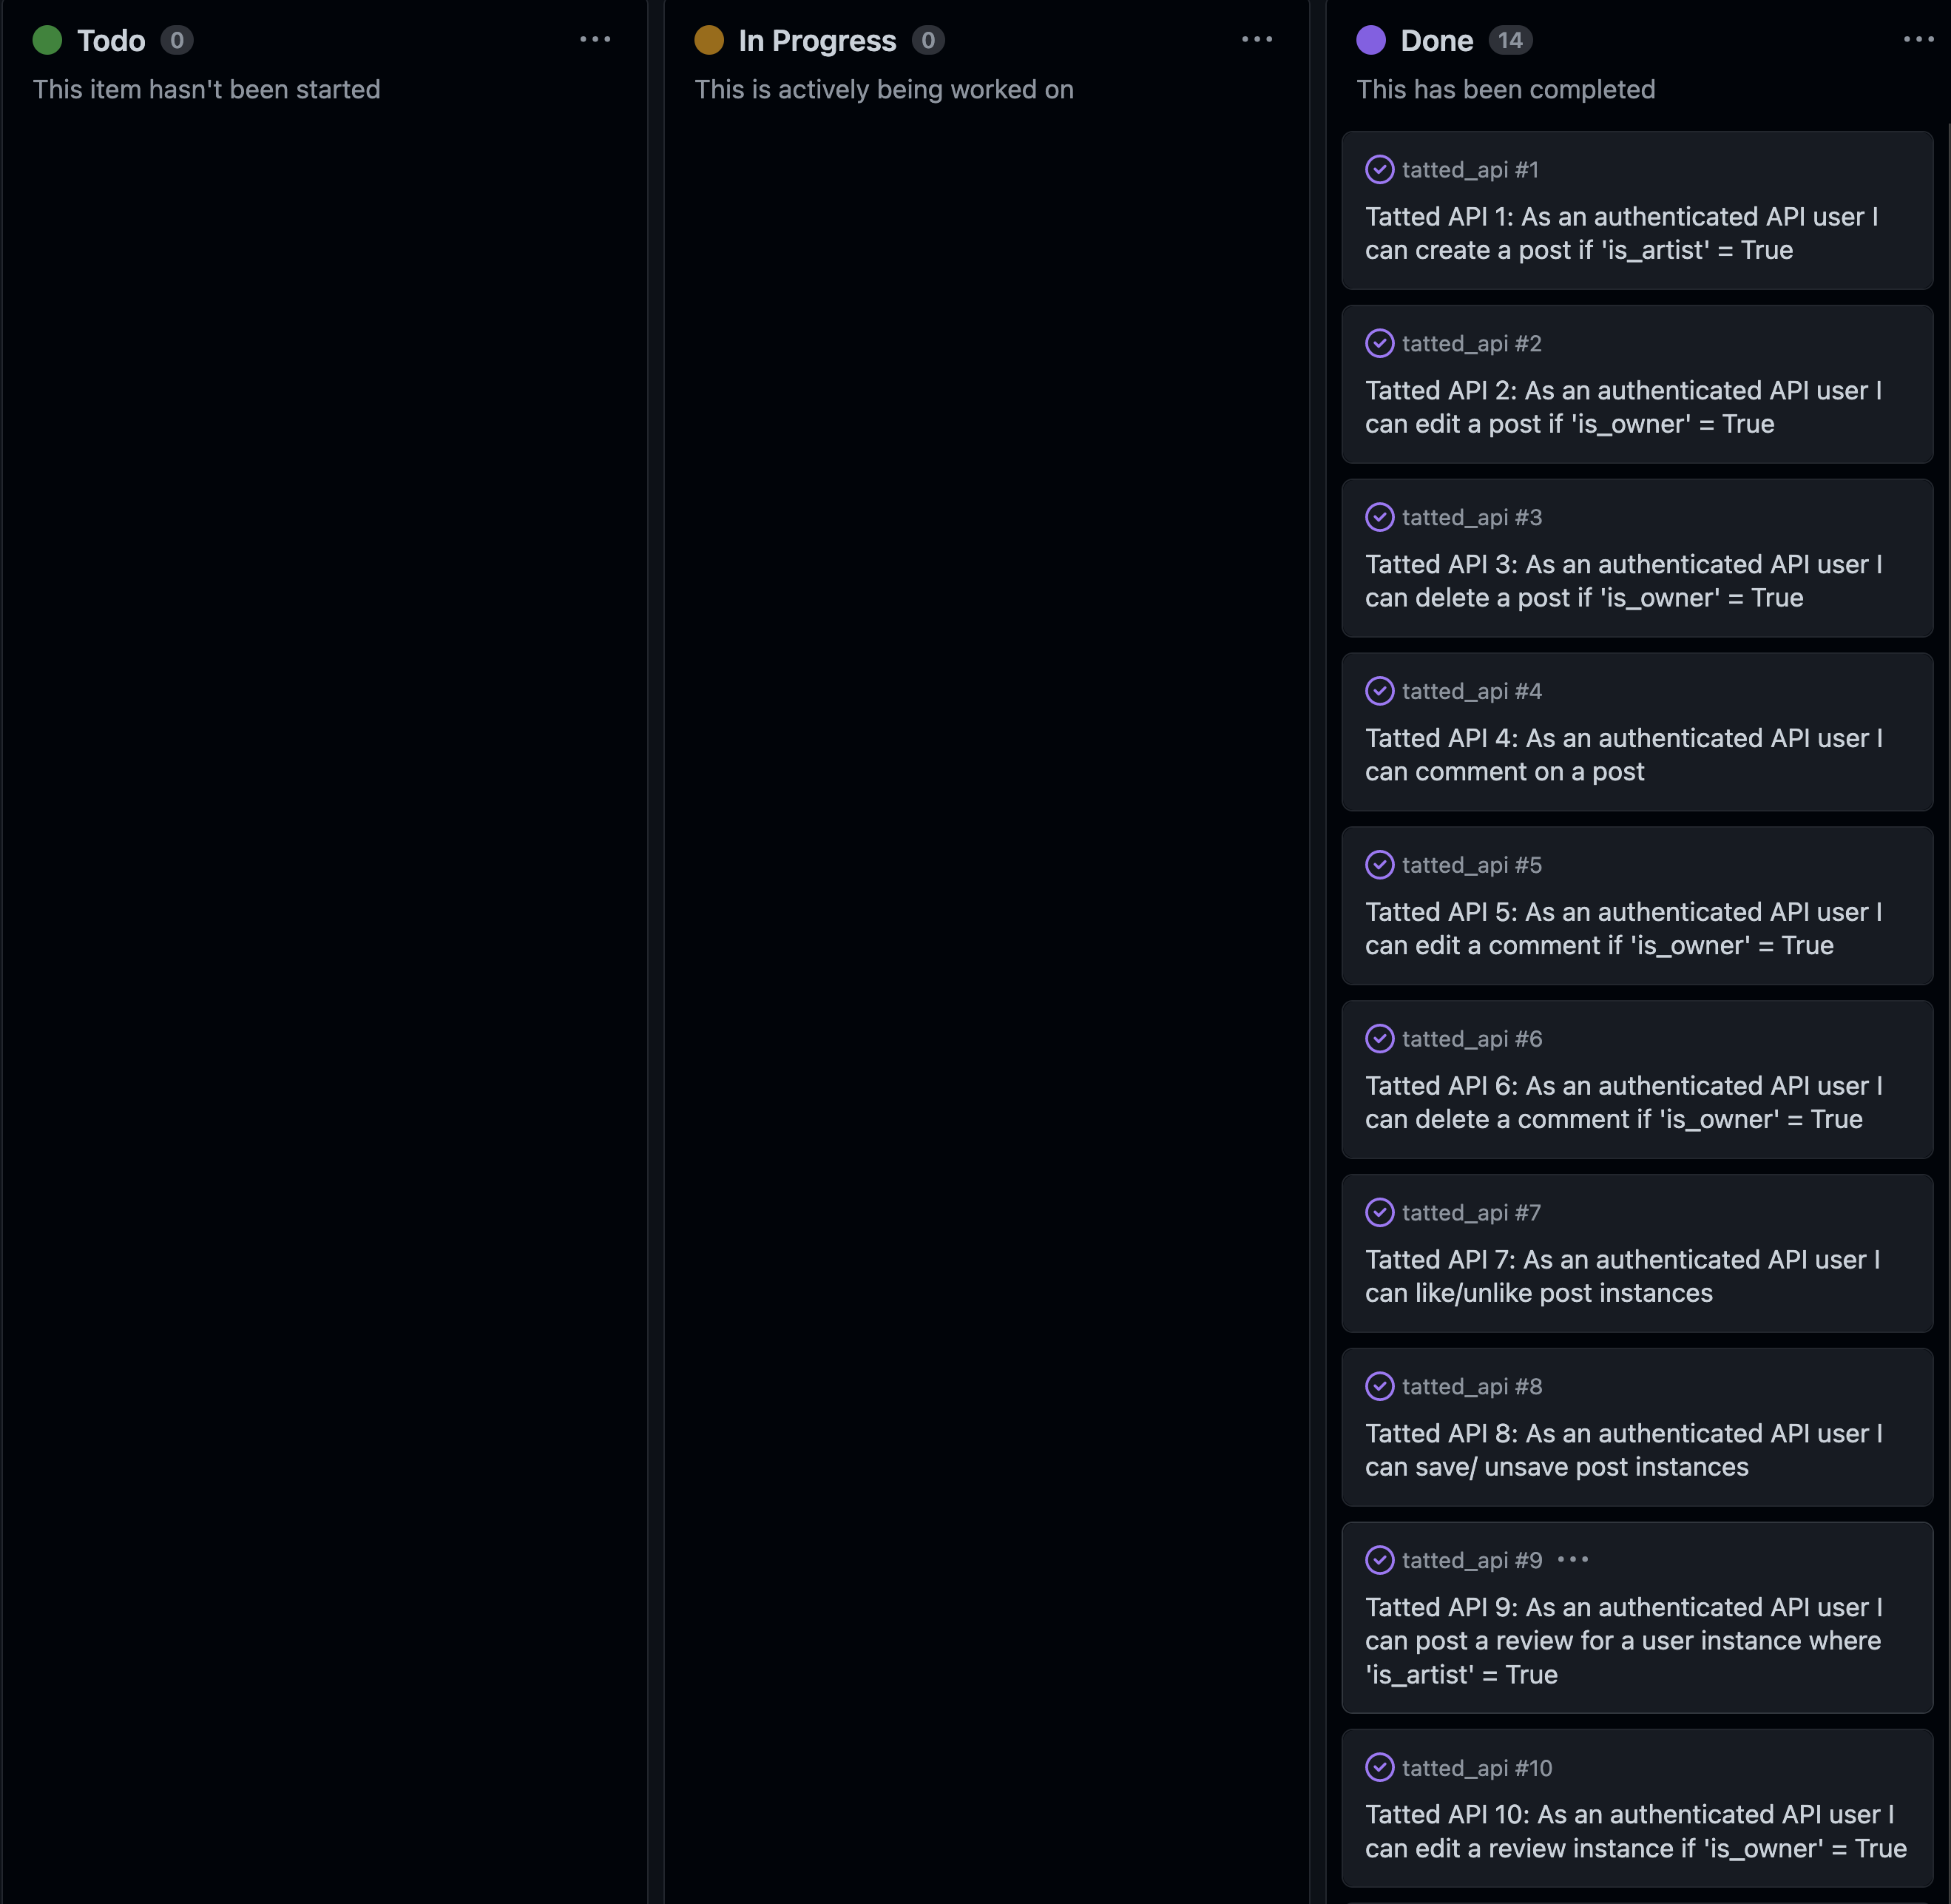 Todo 0
This item hasn't been started
In Progress 0
This is actively being worked on
Done 14
This has been completed
tatted_api #1
Tatted API 1: As an authenticated API user I
can create a post if 'is_artist' = True
tatted_api #2
Tatted API 2: As an authenticated API user I
can edit a post if 'is_owner' = True
tatted_api #3
Tatted API 3: As an authenticated API user I
can delete a post if 'is_owner' = True
tatted_api #4
Tatted API 4: As an authenticated API user I
can comment on a post
tatted_api #5
Tatted API 5: As an authenticated API user I
can edit a comment if 'is_owner' = True
tatted_api #6
Tatted API 6: As an authenticated API user I
can delete a comment if 'is_owner' = True
tatted_api #7
Tatted API 7: As an authenticated API user I
can like/unlike post instances
tatted_api #8
Tatted API 8: As an authenticated API user I
can save/ unsave post instances
tatted_api #9
Tatted API 9: As an authenticated API user I
can post a review for a user instance where
'is_artist' = True
tatted_api #10
Tatted API 10: As an authenticated API user I
can edit a review instance if 'is_owner' = True